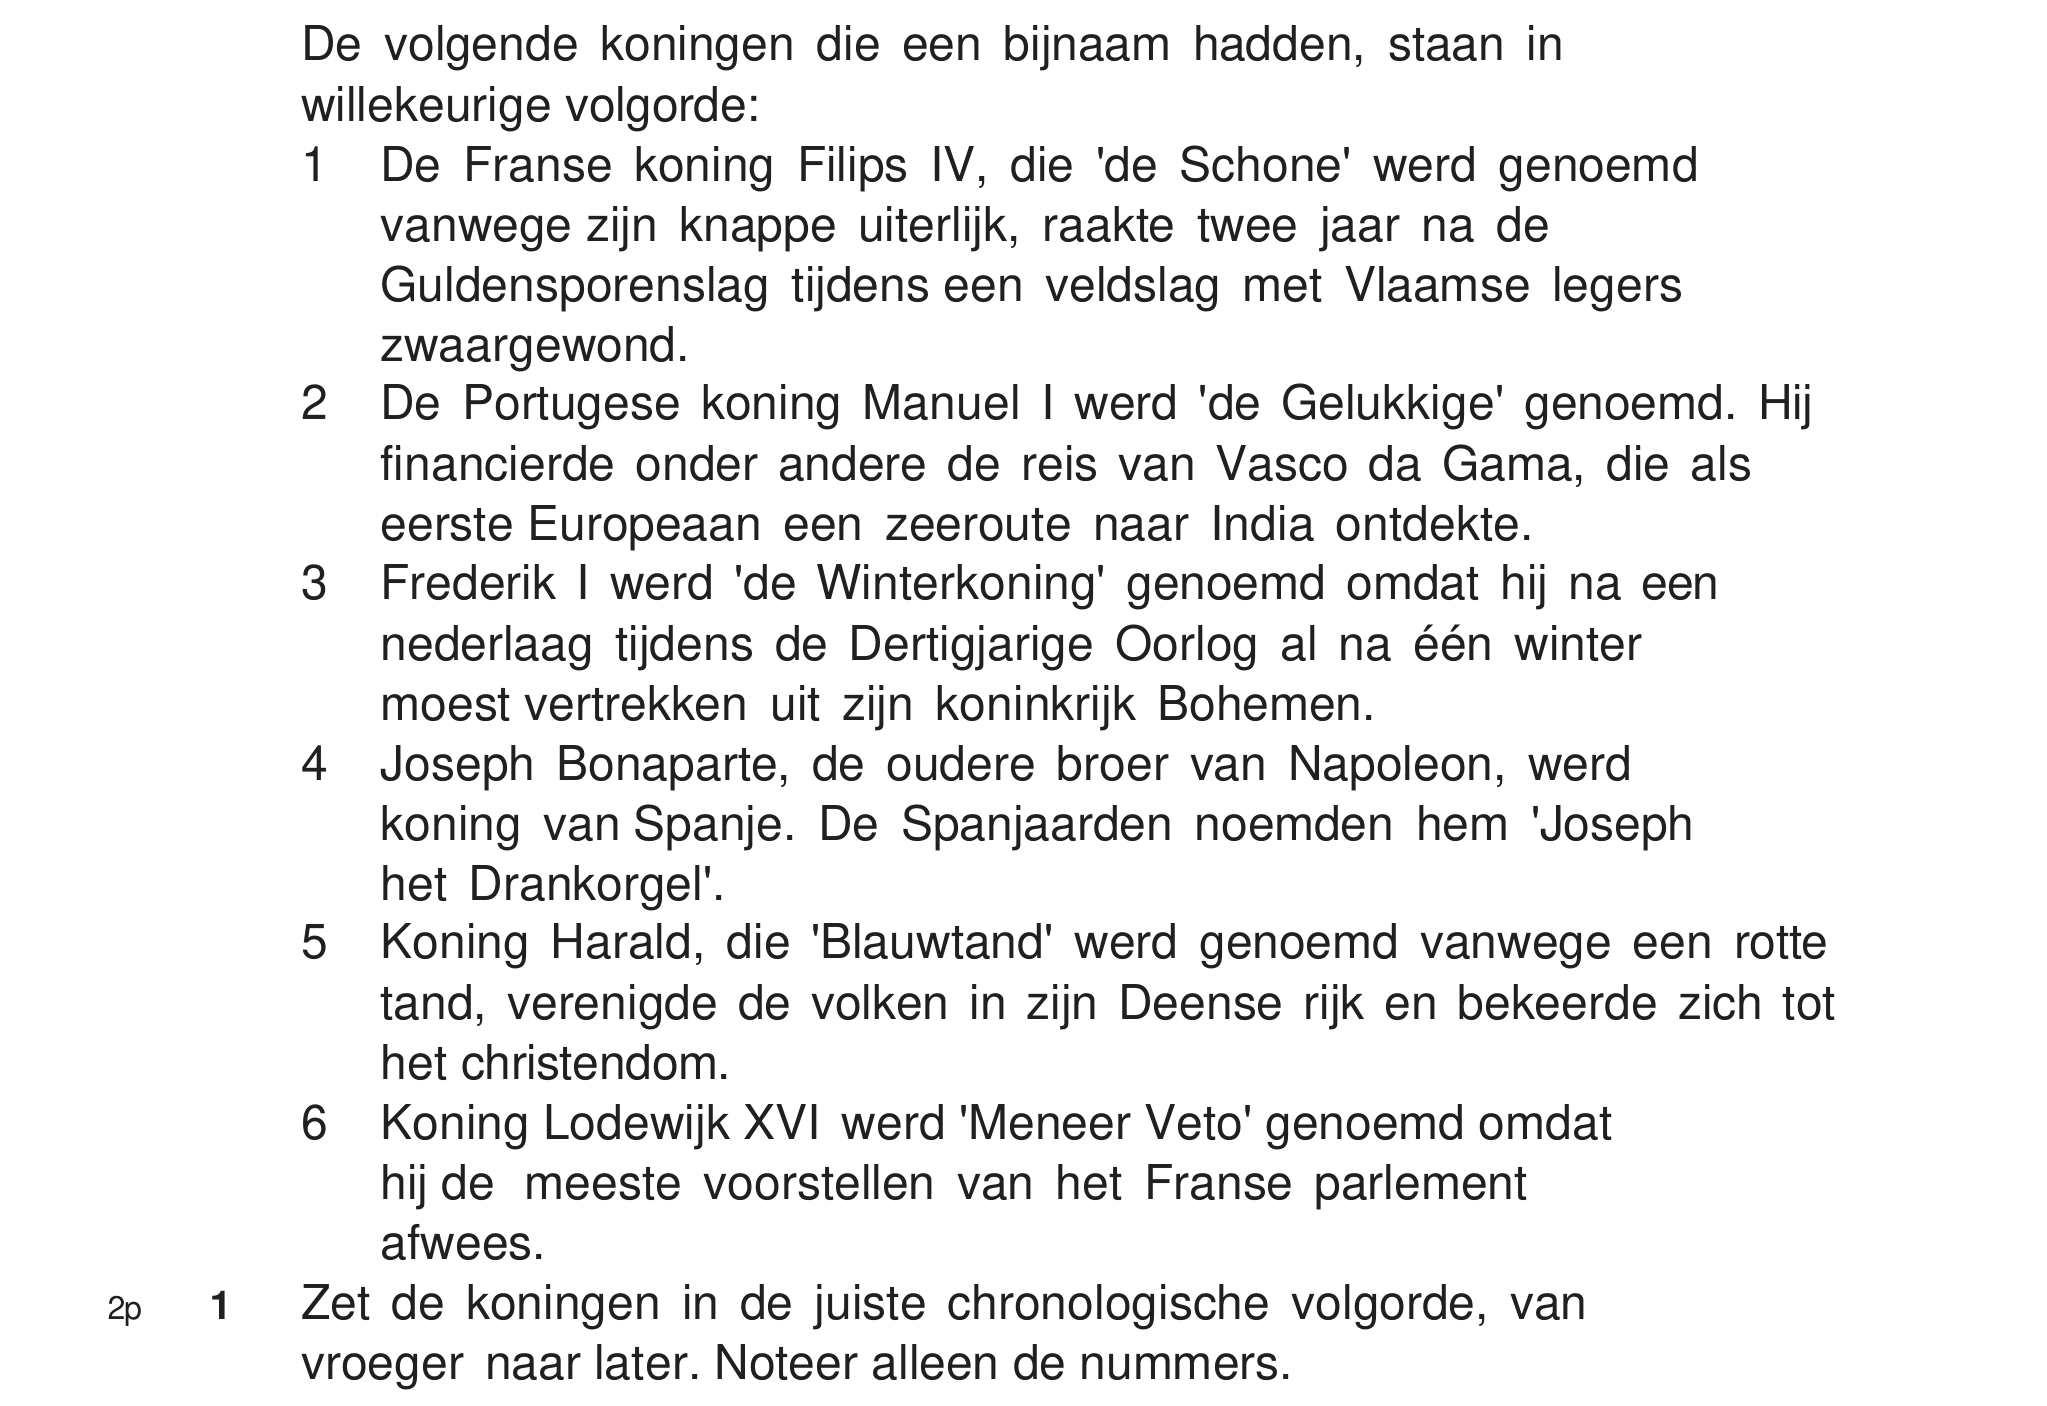 De volgende koningen die een bijnaam hadden, staan in
willekeurige volgorde:
1 De Franse koning Filips IV, die 'de Schone' werd genoemd
vanwege zijn knappe uiterlijk, raakte twee jaar na de
Guldensporenslag tijdens een veldslag met Vlaamse legers
zwaargewond.
2 De Portugese koning Manuel I werd 'de Gelukkige' genoemd. Hij
financierde onder andere de reis van Vasco da Gama, die als
eerste Europeaan een zeeroute naar India ontdekte.
3 Frederik I werd 'de Winterkoning' genoemd omdat hij na een
nederlaag tijdens de Dertigjarige Oorlog al na één winter
moest vertrekken uit zijn koninkrijk Bohemen.
4 Joseph Bonaparte, de oudere broer van Napoleon, werd
koning van Spanje. De Spanjaarden noemden hem 'Joseph
het Drankorgel'.
5 Koning Harald, die 'Blauwtand' werd genoemd vanwege een rotte
tand, verenigde de volken in zijn Deense rijk en bekeerde zich tot
het christendom.
6 Koning Lodewijk XVI werd 'Meneer Veto' genoemd omdat
hij de meeste voorstellen van het Franse parlement
afwees.
2p 1 Zet de koningen in de juiste chronologische volgorde, van
vroeger naar later. Noteer alleen de nummers.